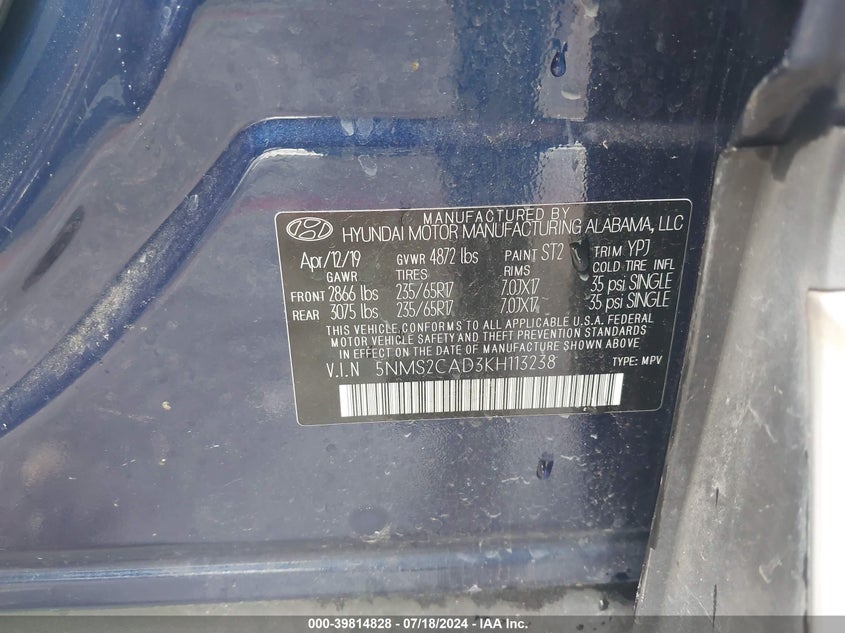 MANUFACTURED BY
HYUNDAI MOTOR MANUFACTURING ALABAMA, LLC
Apr/12/19 GVWR 4872 lbs PAINT ST2 TRIM YPJ
GAWR TIRES RIMS COLD TIRE INFL
FRONT 2866 lbs 235/65R17 7.0JX17 35 psi SINGLE
REAR 3075 lbs 235/65R17 7.0JX17 35 psi SINGLE
THIS VEHICLE CONFORMS TO ALL APPLICABLE U.S.A. FEDERAL
MOTOR VEHICLE SAFETY AND THEFT PREVENTION STANDARDS
IN EFFECT ON THE DATE OF MANUFACTURE SHOWN ABOVE
V.I.N 5NMS2CAD3KH113238 TYPE: MPV
000-39814828 - 07/18/2024 - IAA Inc.